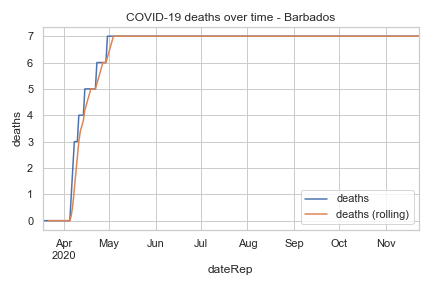 COVID-19 deaths over time - Barbados
deaths
7
6
5
4
3
2
1
0
deaths
deaths (rolling)
Apr May Jun Jul Aug Sep Oct Nov
2020
dateRep